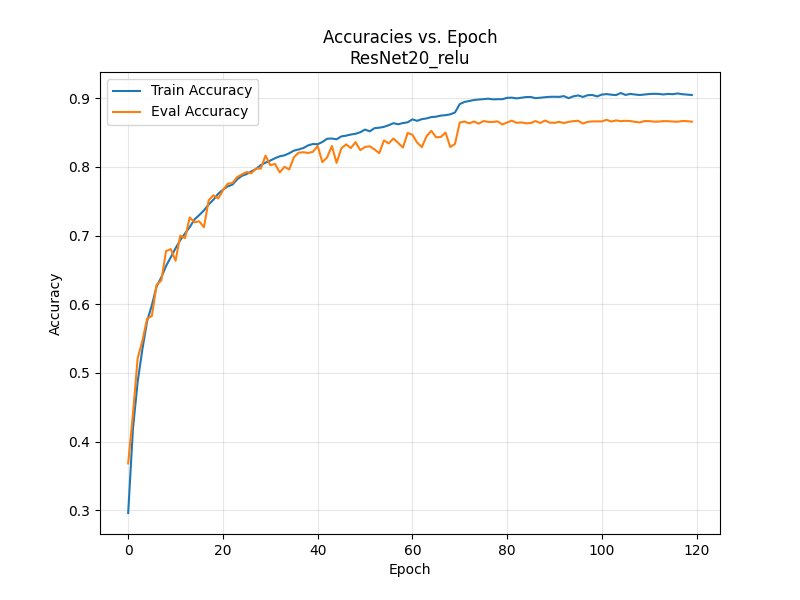 Accuracies vs. Epoch
ResNet20_relu
Train Accuracy
Eval Accuracy
0.9
0.8
0.7
0.6
0.5
0.4
0.3
Accuracy
0 20 40 60 80 100 120
Epoch